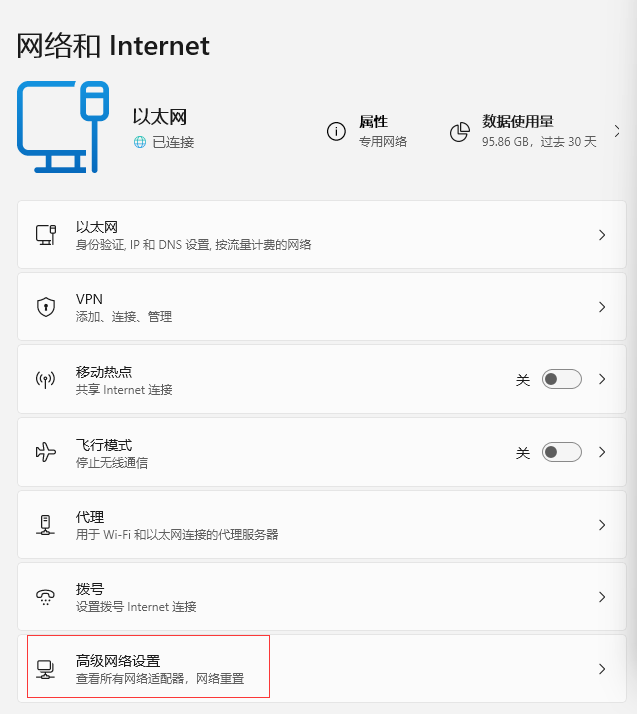 网络和 Internet
以太网
已连接
属性
专用网络
数据使用量
95.86 GB，过去 30 天
以太网
身份验证, IP 和 DNS 设置, 按流量计费的网络
VPN
添加、连接、管理
移动热点
共享 Internet 连接
关
飞行模式
停止无线通信
关
代理
用于 Wi-Fi 和以太网连接的代理服务器
拨号
设置拨号 Internet 连接
高级网络设置
查看所有网络适配器，网络重置